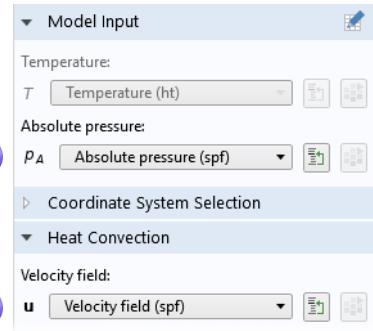 Model Input
Temperature:
T Temperature (ht)
Absolute pressure:
pA Absolute pressure (spf)
Coordinate System Selection
Heat Convection
Velocity field:
u Velocity field (spf)